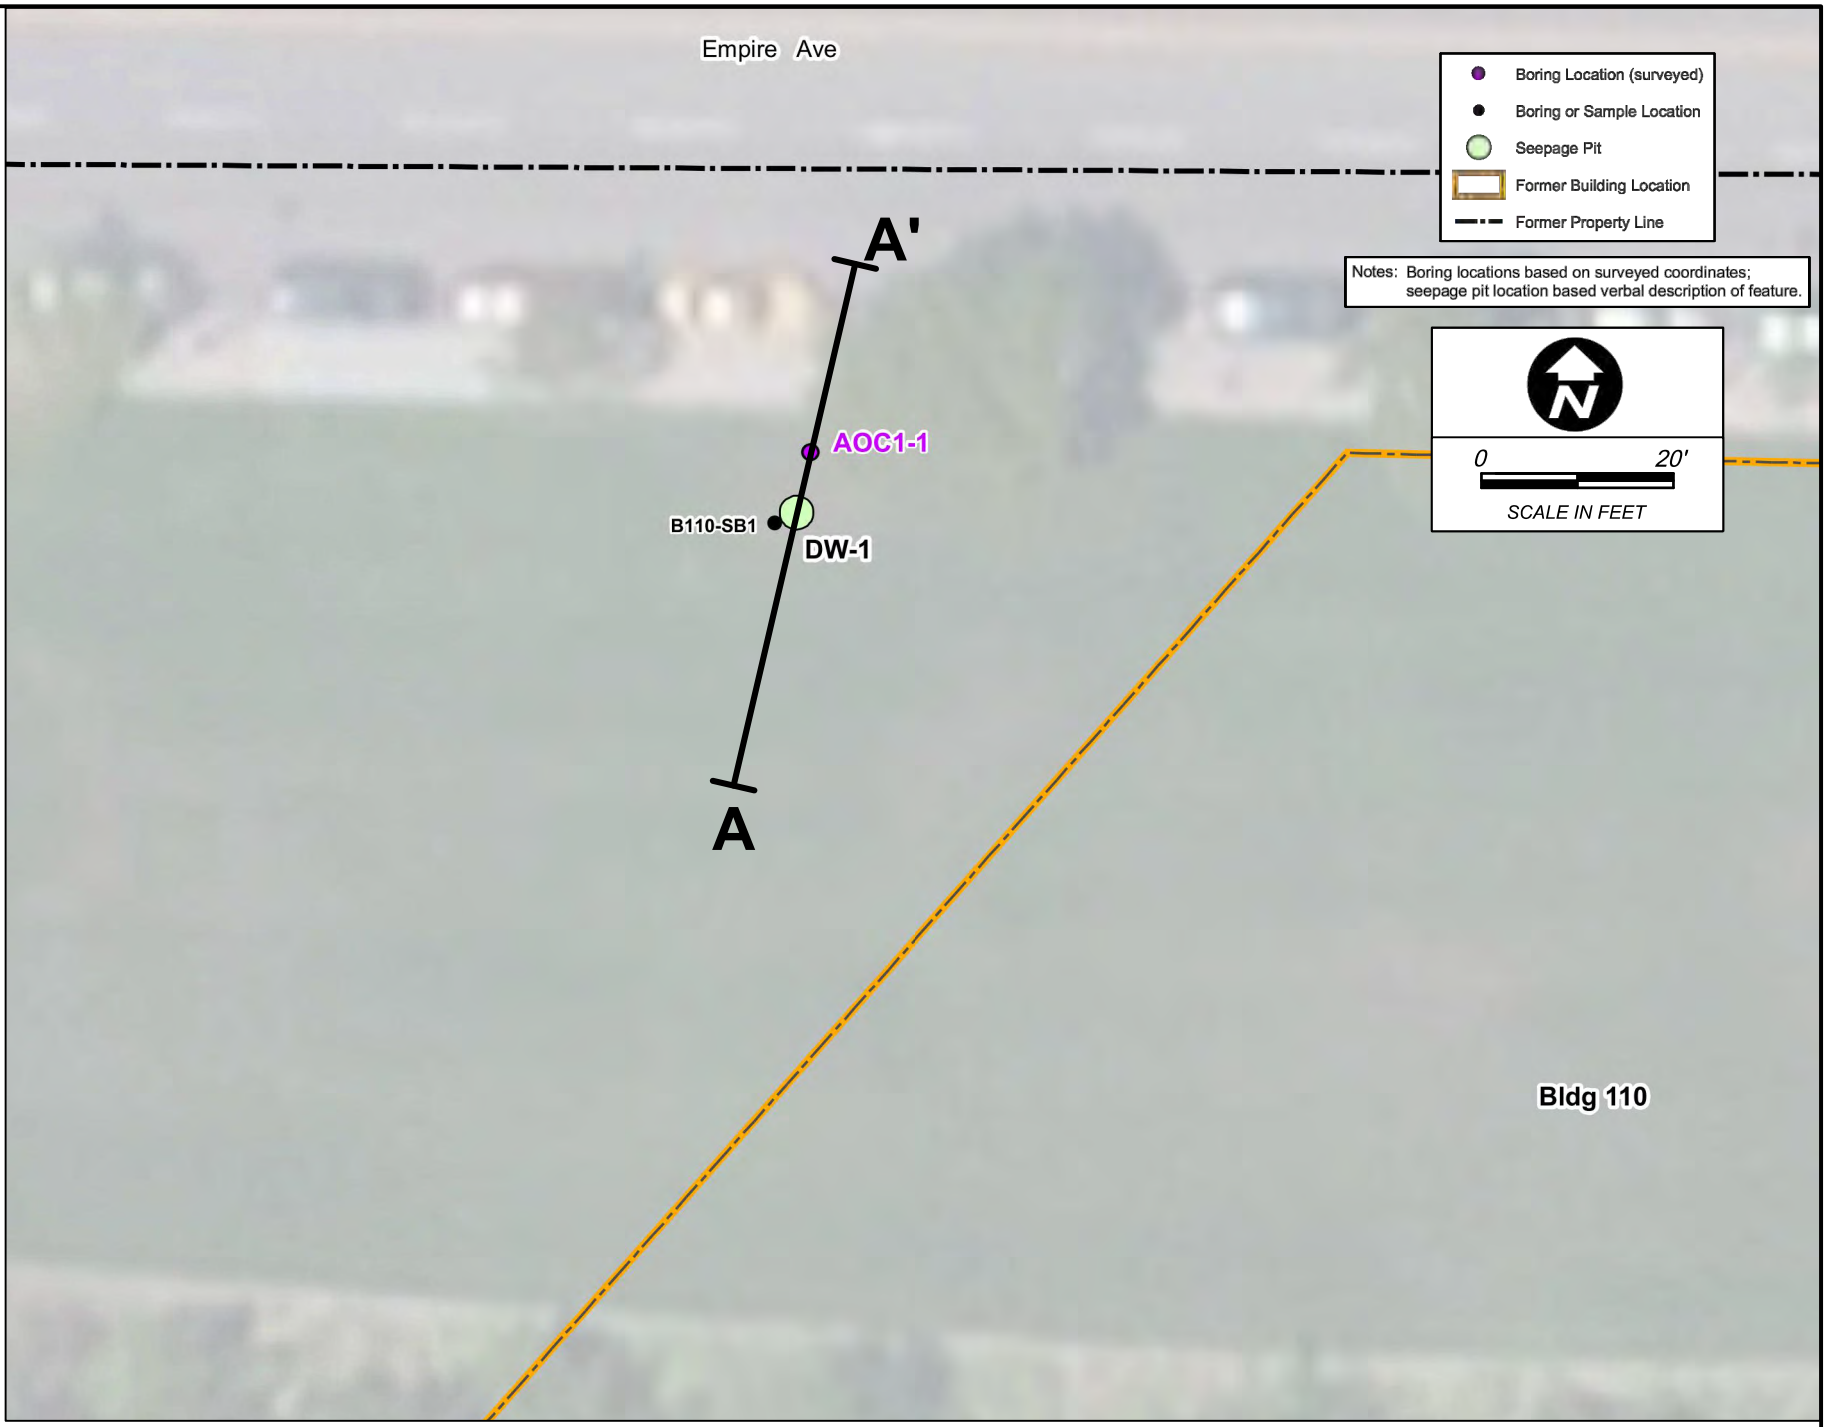 Empire Ave
Boring Location (surveyed)
Boring or Sample Location
Seepage Pit
Former Building Location
Former Property Line
Notes: Boring locations based on surveyed coordinates;
seepage pit location based verbal description of feature.
N
0 20'
SCALE IN FEET
A'
AOC1-1
B110-SB1
DW-1
A
Bldg 110